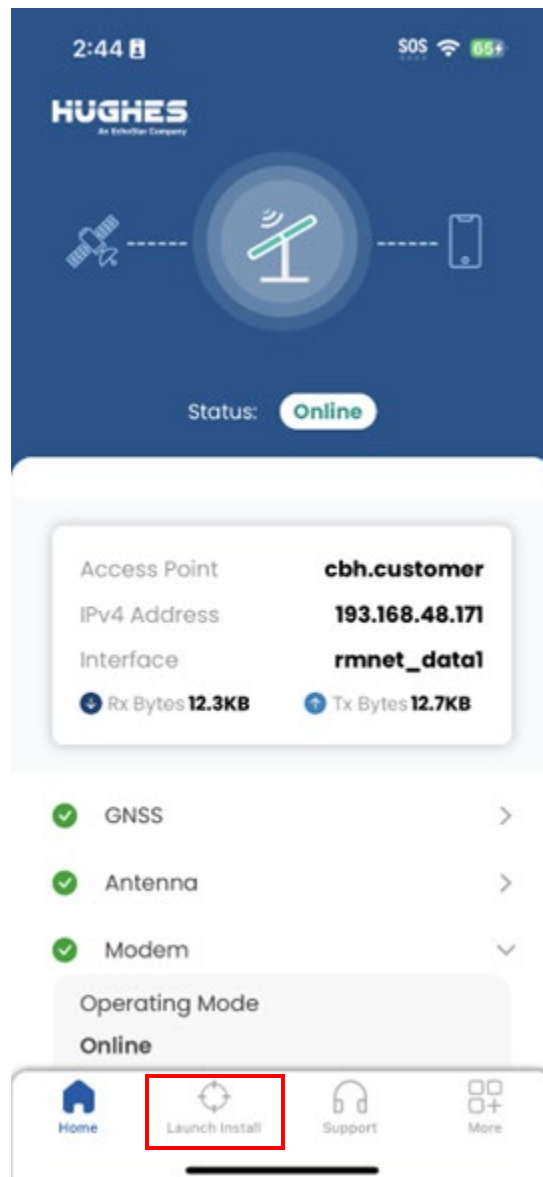 2:44 SOS 65
HUGHES
An EchoStar Company
Status: Online
Access Point cbh.customer
IPv4 Address 193.168.48.171
Interface rmnet_data1
Rx Bytes 12.3KB Tx Bytes 12.7KB
GNSS
Antenna
Modem
Operating Mode
Online
Home Launch Install Support More